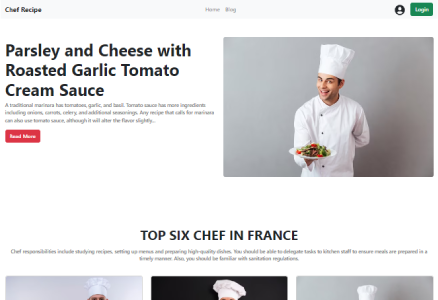 Chef Recipe
Home Blog
Login
Parsley and Cheese with
Roasted Garlic Tomato
Cream Sauce
A traditional marinara has tomatoes, garlic, and basil. Tomato sauce has more ingredients
including onions, carrots, celery, and additional seasonings. Any recipe that calls for marinara
can also use tomato sauce, although it will alter the flavor slightly...
Read More
TOP SIX CHEF IN FRANCE
Chef responsibilities include studying recipes, setting up menus and preparing high-quality dishes. You should be able to delegate tasks to kitchen staff to ensure meals are prepared in a
timely manner. Also, you should be familiar with sanitation regulations.